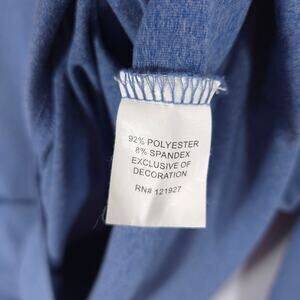 92% POLYESTER
8% SPANDEX
EXCLUSIVE OF
DECORATION
RN# 121927